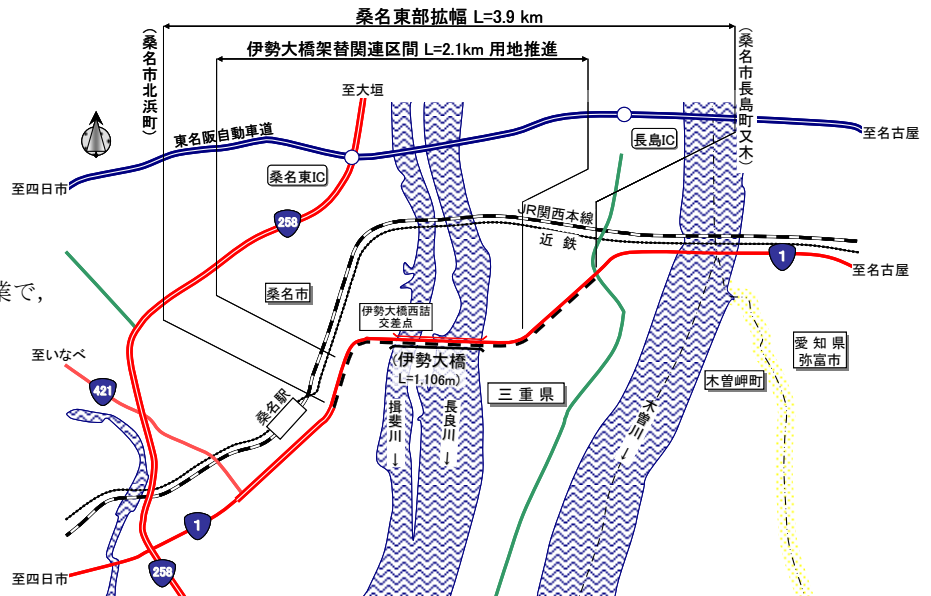 桑名東部拡幅 L=3.9 km
(桑名市北浜町)
(桑名市長島町又木)
伊勢大橋架替関連区間 L=2.1km 用地推進
至大垣
東名阪自動車道
長島IC
至名古屋
桑名東IC
至四日市
258
JR関西本線
近鉄
1
至名古屋
業で,
桑名市
伊勢大橋西詰
交差点
愛知県
弥富市
至いなべ
(伊勢大橋
L=1,106m)
木曽岬町
421
三重県
桑名駅
揖斐川
↓
長良川
↓
木曽川
↓
1
258
至四日市